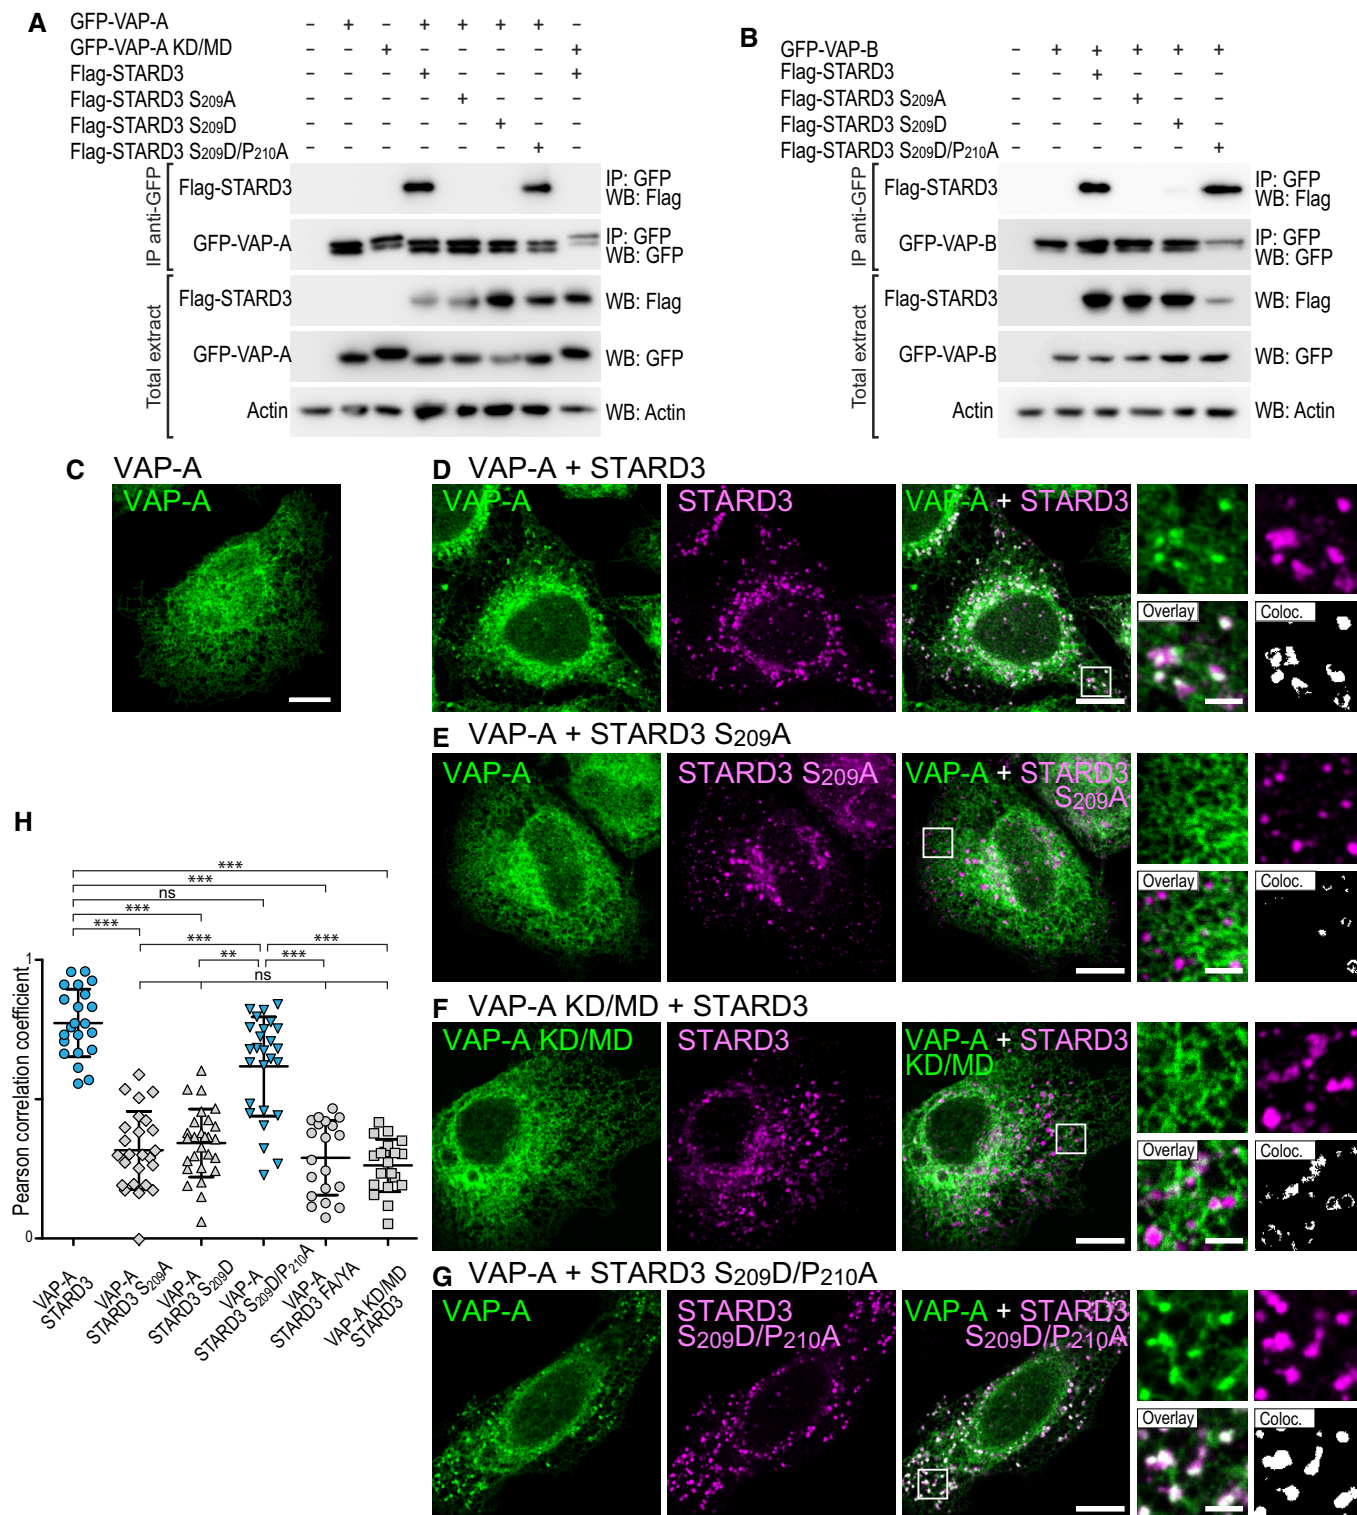 A
GFP-VAP-A – + – + + + + –
GFP-VAP-A KD/MD – – + – – – – +
Flag-STARD3 – – – + – – – +
Flag-STARD3 S209A – – – – + – – –
Flag-STARD3 S209D – – – – – + – –
Flag-STARD3 S209D/P210A – – – – – – + –
IP anti-GFP
Flag-STARD3
IP: GFP
WB: Flag
GFP-VAP-A
IP: GFP
WB: GFP
Total extract
Flag-STARD3
WB: Flag
GFP-VAP-A
WB: GFP
Actin
WB: Actin
B
GFP-VAP-B – + + + + +
Flag-STARD3 – – + – – –
Flag-STARD3 S209A – – – + – –
Flag-STARD3 S209D – – – – + –
Flag-STARD3 S209D/P210A – – – – – +
IP anti-GFP
Flag-STARD3
IP: GFP
WB: Flag
GFP-VAP-B
IP: GFP
WB: GFP
Total extract
Flag-STARD3
WB: Flag
GFP-VAP-B
WB: GFP
Actin
WB: Actin
C VAP-A
VAP-A
D VAP-A + STARD3
VAP-A
STARD3
VAP-A + STARD3
Overlay
Coloc.
E VAP-A + STARD3 S209A
VAP-A
STARD3 S209A
VAP-A + STARD3
S209A
Overlay
Coloc.
F VAP-A KD/MD + STARD3
VAP-A KD/MD
STARD3
VAP-A + STARD3
KD/MD
Overlay
Coloc.
G VAP-A + STARD3 S209D/P210A
VAP-A
STARD3
S209D/P210A
VAP-A + STARD3
S209D/P210A
Overlay
Coloc.
H
***
***
ns
***
***
*** ***
** ***
ns
Pearson correlation coefficient
1
0
VAP-A
STARD3
VAP-A
STARD3 S209A
VAP-A
STARD3 S209D
VAP-A
STARD3 S209D/P210A
VAP-A
STARD3 FA/YA
VAP-A KD/MD
STARD3